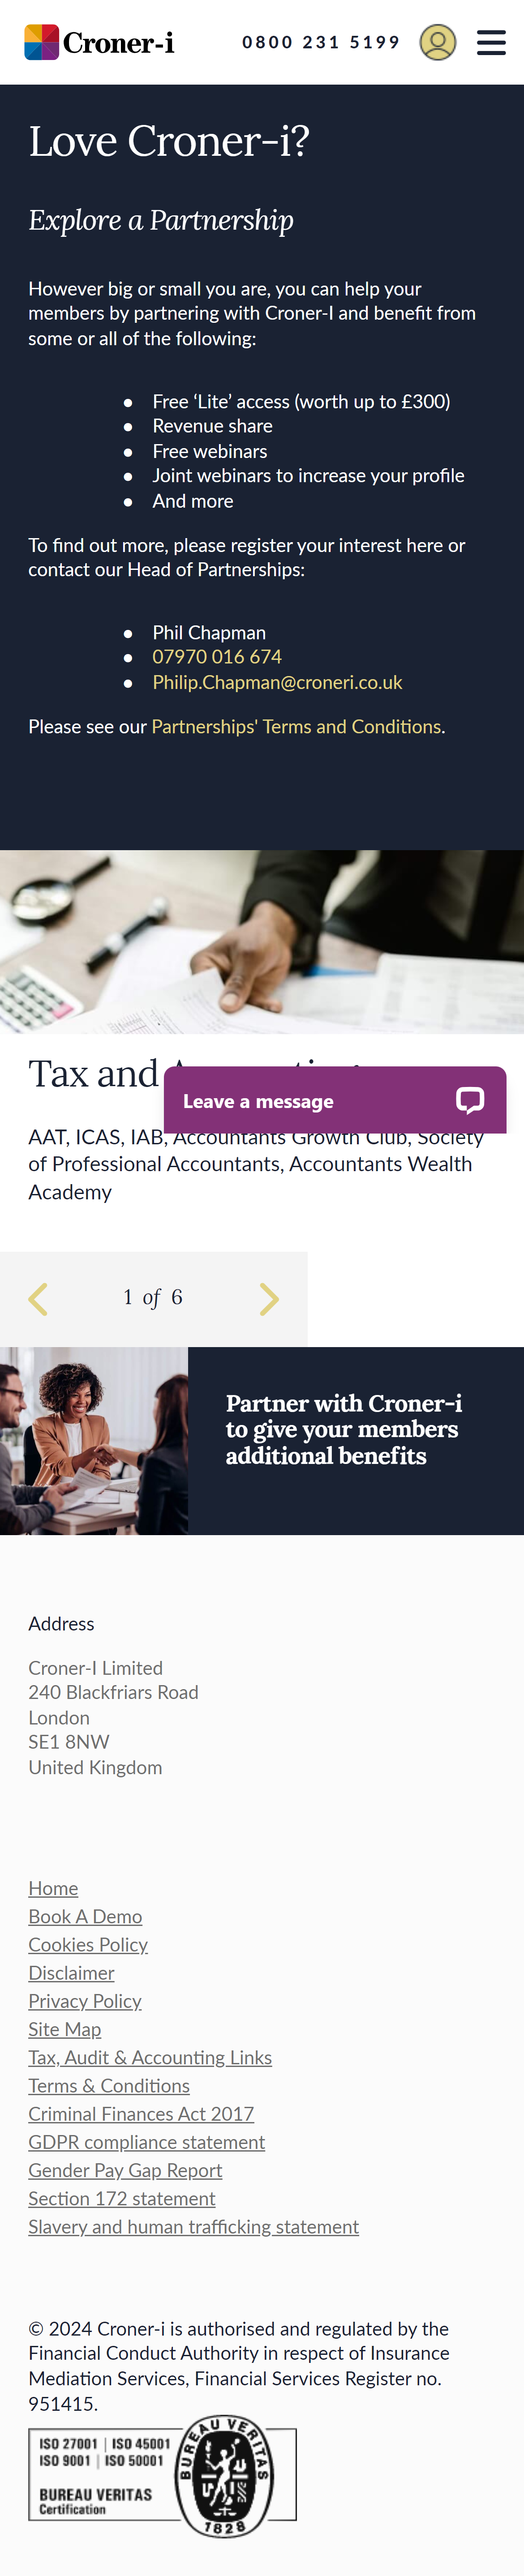 Croner-i
0800 231 5199
Love Croner-i?
Explore a Partnership
However big or small you are, you can help your
members by partnering with Croner-I and benefit from
some or all of the following:
● Free ‘Lite’ access (worth up to £300)
● Revenue share
● Free webinars
● Joint webinars to increase your profile
● And more
To find out more, please register your interest here or
contact our Head of Partnerships:
● Phil Chapman
● 07970 016 674
● Philip.Chapman@croneri.co.uk
Please see our Partnerships' Terms and Conditions.
Tax and
Leave a message
AAT, ICAS, IAB, Accountants Growth Club, Society
of Professional Accountants, Accountants Wealth
Academy
1 of 6
Partner with Croner-i
to give your members
additional benefits
Address
Croner-I Limited
240 Blackfriars Road
London
SE1 8NW
United Kingdom
Home
Book A Demo
Cookies Policy
Disclaimer
Privacy Policy
Site Map
Tax, Audit & Accounting Links
Terms & Conditions
Criminal Finances Act 2017
GDPR compliance statement
Gender Pay Gap Report
Section 172 statement
Slavery and human trafficking statement
© 2024 Croner-i is authorised and regulated by the
Financial Conduct Authority in respect of Insurance
Mediation Services, Financial Services Register no.
951415.
ISO 27001 | ISO 45001
ISO 9001 | ISO 50001
BUREAU VERITAS
Certification
BUREAU VERITAS
1828